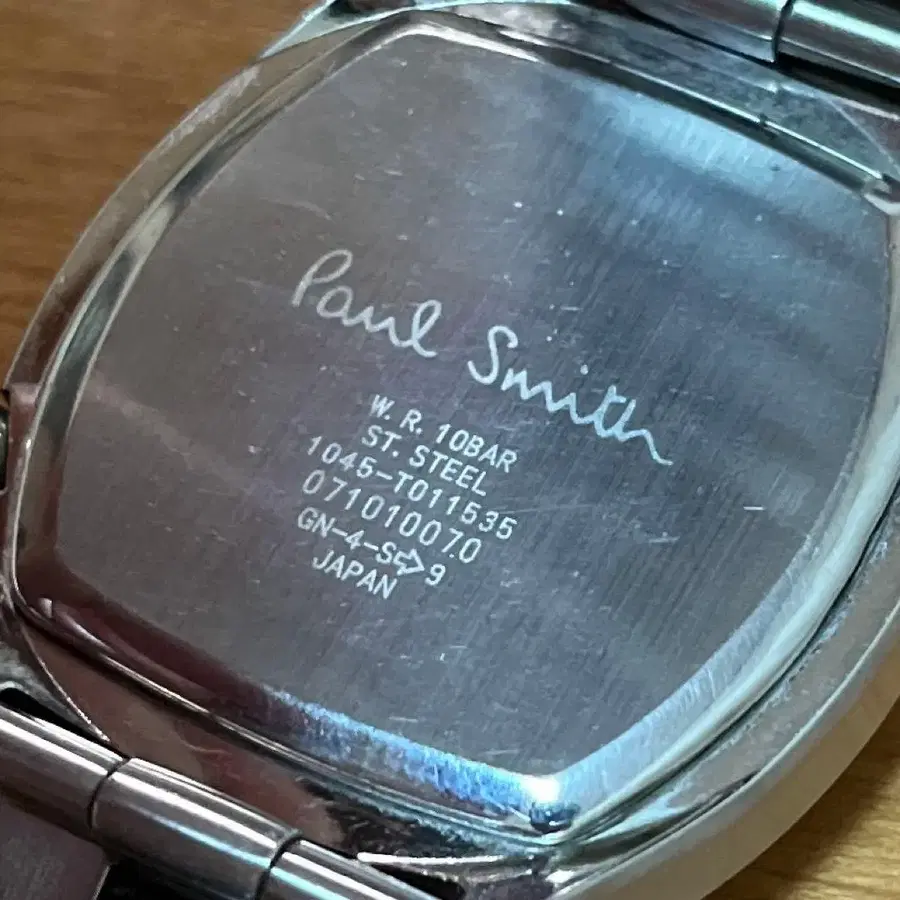 Paul Smith
W. R. 10BAR
ST. STEEL
1045-T011535
071010070
GN-4-S⇨9
JAPAN